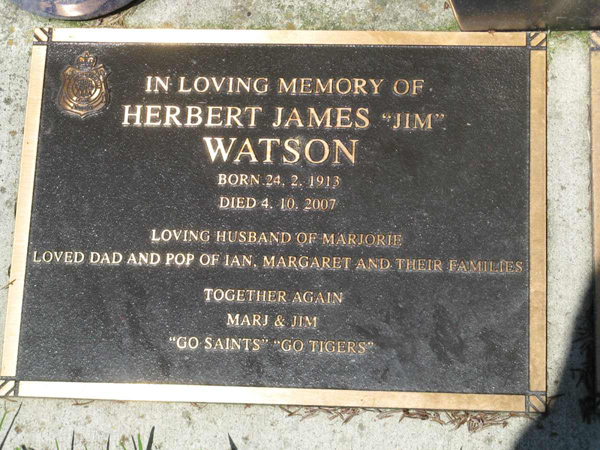 IN LOVING MEMORY OF
HERBERT JAMES "JIM"
WATSON
BORN 24. 2. 1913
DIED 4. 10. 2007
LOVING HUSBAND OF MARJORIE
LOVED DAD AND POP OF IAN, MARGARET AND THEIR FAMILIES
TOGETHER AGAIN
MARJ & JIM
"GO SAINTS" "GO TIGERS"